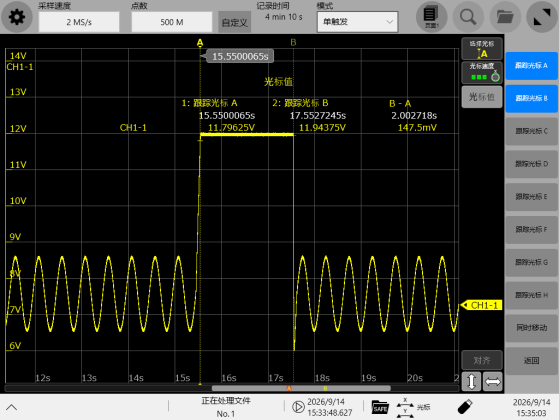 采样速度
2 MS/s
点数
500 M
自定义
记录时间
4 min 10 s
模式
单触发
页面1
A
B
15.5500065s
14V
CH1-1
13V
12V
11V
10V
9V
8V
7V
6V
光标值
1: 跟踪光标 A
2: 跟踪光标 B
B - A
15.5500065s
17.5527245s
2.002718s
CH1-1
11.79625V
11.94375V
147.5mV
12s
13s
14s
15s
16s
17s
18s
19s
20s
2
A
B
选择光标
A
光标速度
光标值
CH1-1
对齐
跟踪光标 A
跟踪光标 B
跟踪光标 C
跟踪光标 D
跟踪光标 E
跟踪光标 F
跟踪光标 G
跟踪光标 H
同时移动
返回
正在处理文件
No. 1
2026/9/14
15:33:48.627
SAFE
X
Y
光标
2026/9/14
15:35:03